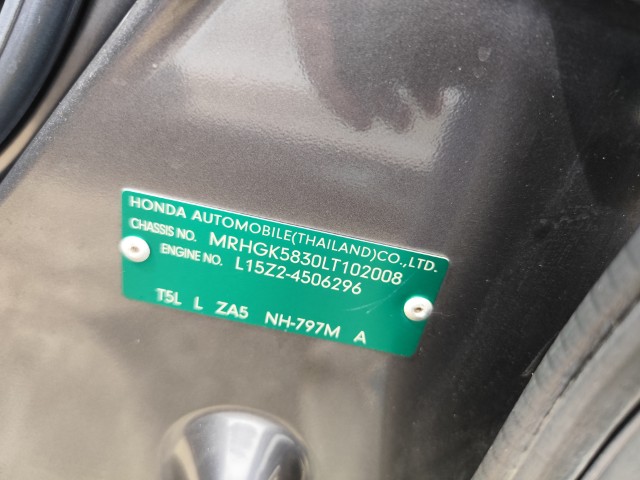 HONDA AUTOMOBILE(THAILAND)CO.,LTD.
CHASSIS NO. MRHGK5830LT102008
ENGINE NO. L15Z2-4506296
T5L L ZA5 NH-797M A